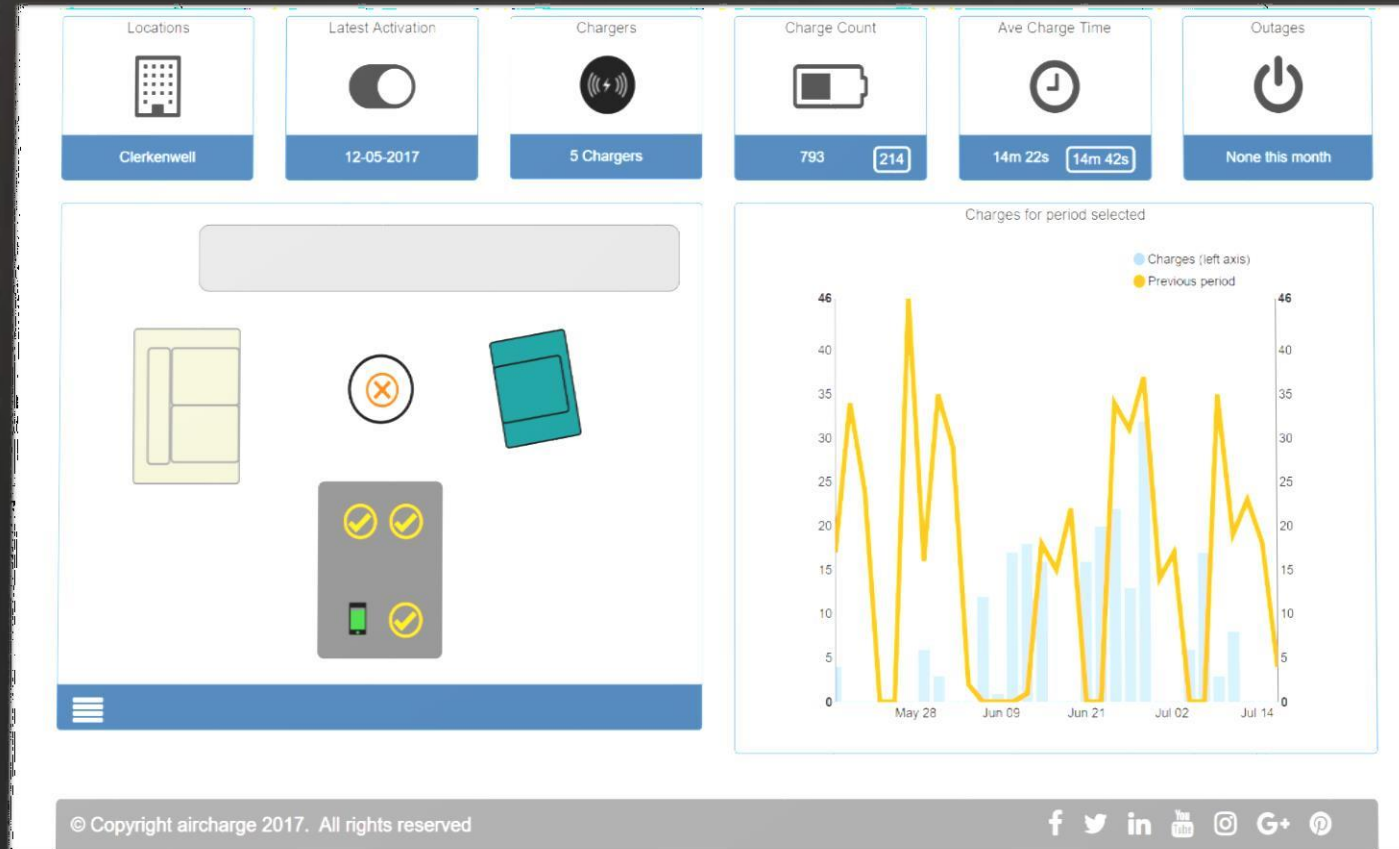 Locations
Latest Activation
Chargers
Charge Count
Ave Charge Time
Outages
Clerkenwell
12-05-2017
5 Chargers
793 214
14m 22s 14m 42s
None this month
Charges for period selected
Charges (left axis)
Previous period
46 46
40 40
35 35
30 30
25 25
20 20
15 15
10 10
5 5
0 0
May 28 Jun 09 Jun 21 Jul 02 Jul 14
© Copyright aircharge 2017. All rights reserved
f in You Tube G+